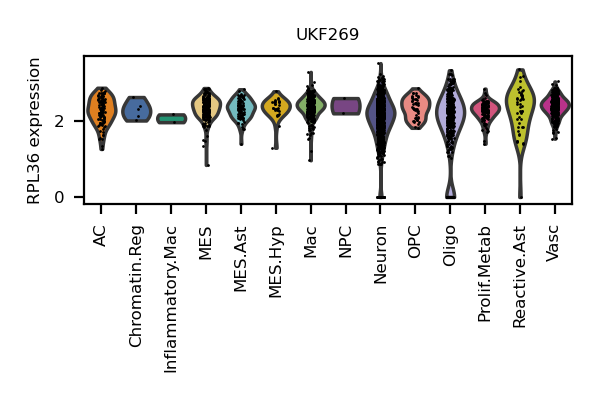 UKF269
RPL36 expression
2
0
AC
Chromatin.Reg
Inflammatory.Mac
MES
MES.Ast
MES.Hyp
Mac
NPC
Neuron
OPC
Oligo
Prolif.Metab
Reactive.Ast
Vasc